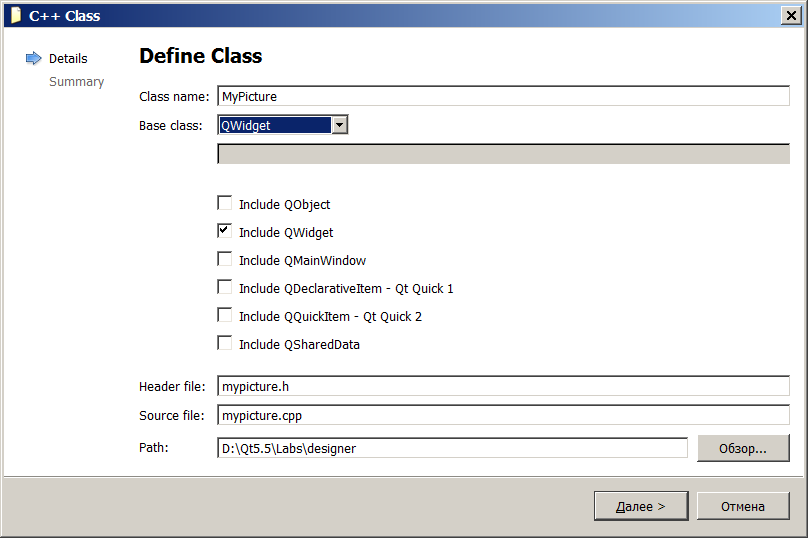 C++ Class
Details
Summary
Define Class
Class name: MyPicture
Base class: QWidget
Include QObject
Include QWidget
Include QMainWindow
Include QDeclarativeItem - Qt Quick 1
Include QQuickItem - Qt Quick 2
Include QSharedData
Header file: mypicture.h
Source file: mypicture.cpp
Path: D:\Qt5.5\Labs\designer Обзор...
Далее > Отмена